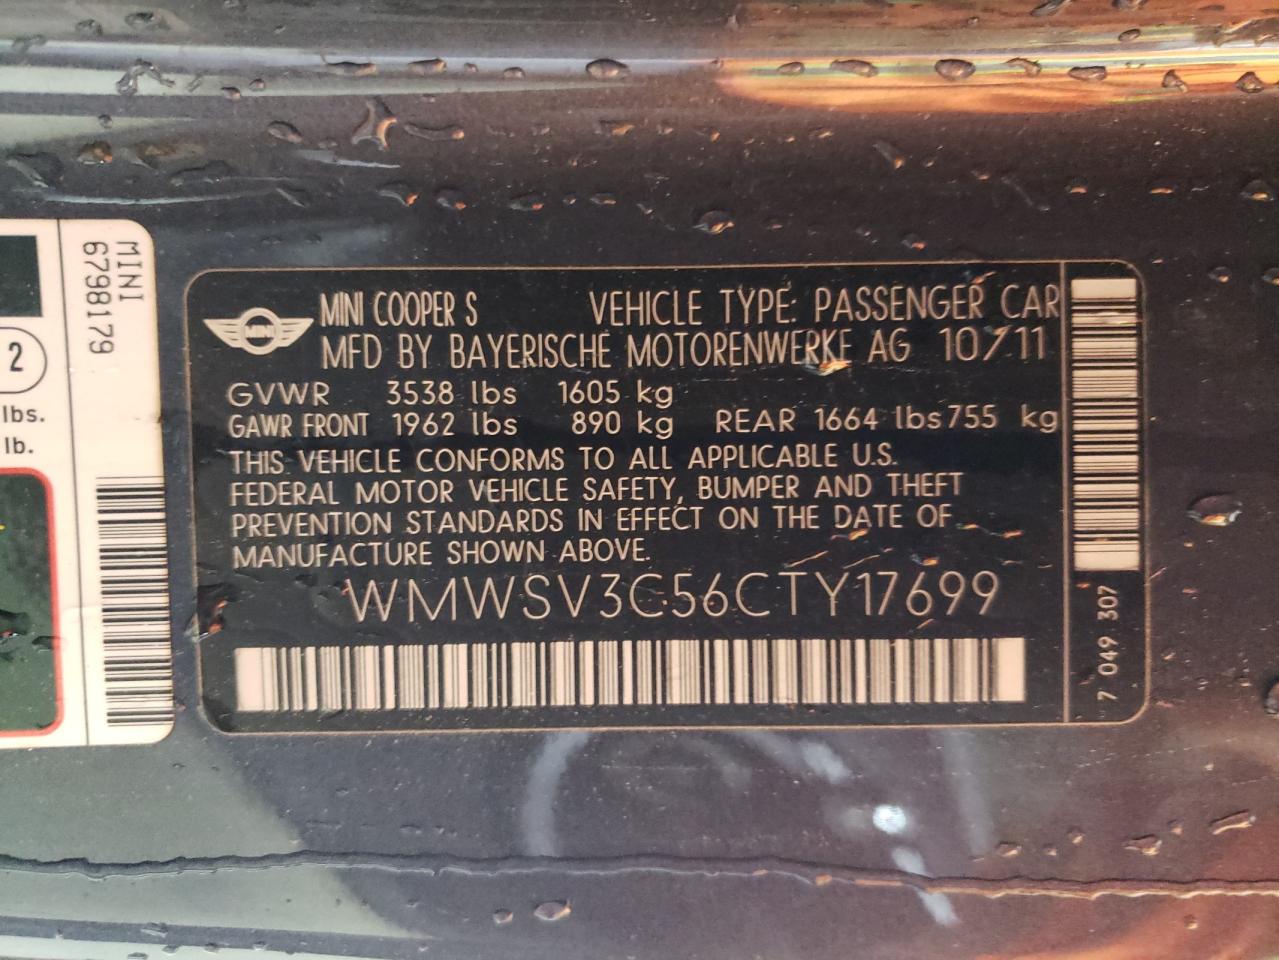 MINI
6798179
2
lbs.
lb.
MINI
MINI COOPER S VEHICLE TYPE: PASSENGER CAR
MFD BY BAYERISCHE MOTORENWERKE AG 10/11
GVWR 3538 lbs 1605 kg
GAWR FRONT 1962 lbs 890 kg REAR 1664 lbs 755 kg
THIS VEHICLE CONFORMS TO ALL APPLICABLE U.S.
FEDERAL MOTOR VEHICLE SAFETY, BUMPER AND THEFT
PREVENTION STANDARDS IN EFFECT ON THE DATE OF
MANUFACTURE SHOWN ABOVE.
WMWSV3C56CTY17699
7 049 307